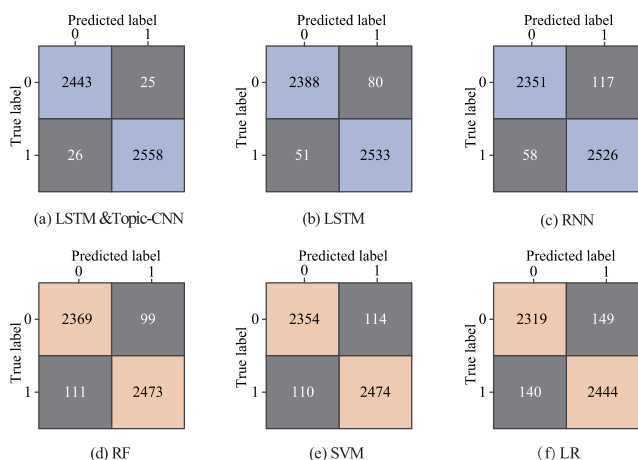 Predicted label
0 1
True label
0
2443 25
1
26 2558
(a) LSTM &Topic-CNN
Predicted label
0 1
True label
0
2388 80
1
51 2533
(b) LSTM
Predicted label
0 1
True label
0
2351 117
1
58 2526
(c) RNN
Predicted label
0 1
True label
0
2369 99
1
111 2473
(d) RF
Predicted label
0 1
True label
0
2354 114
1
110 2474
(e) SVM
Predicted label
0 1
True label
0
2319 149
1
140 2444
(f) LR